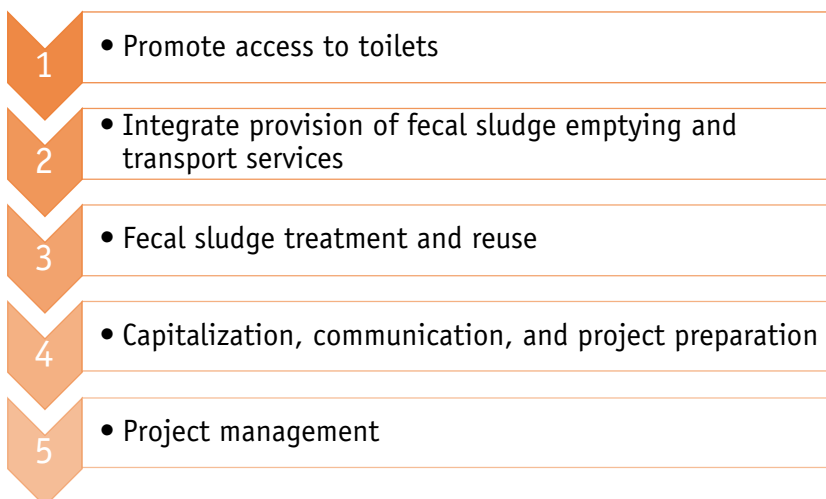 1
• Promote access to toilets
2
• Integrate provision of fecal sludge emptying and
transport services
3
• Fecal sludge treatment and reuse
4
• Capitalization, communication, and project preparation
5
• Project management